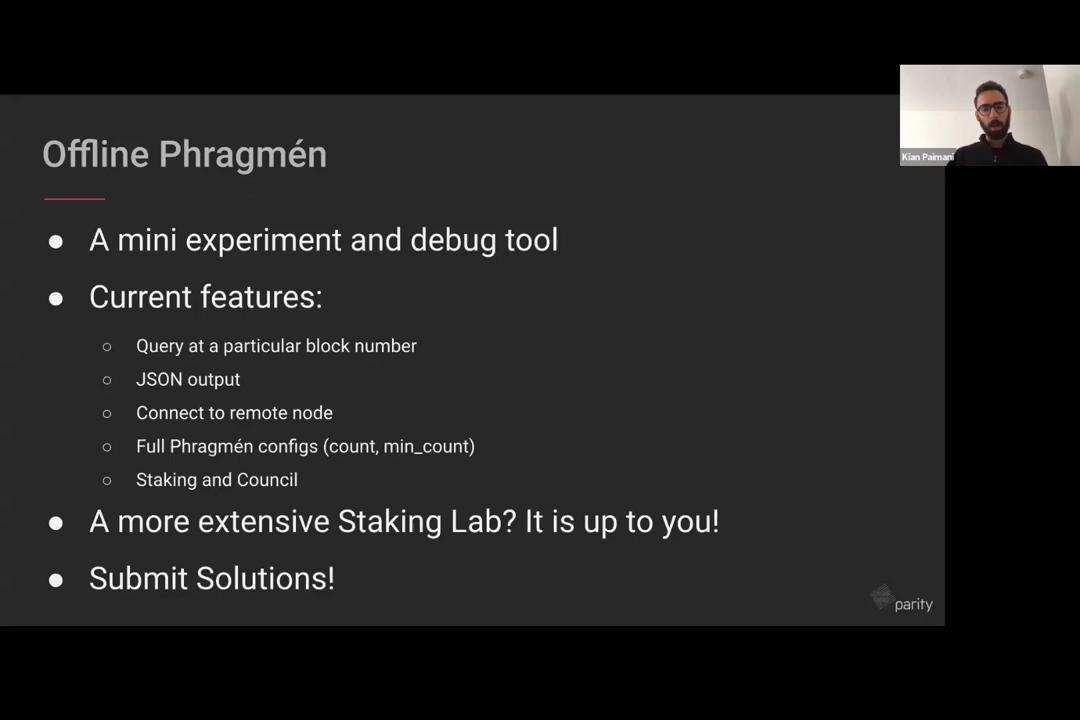 Offline Phragmén
● A mini experiment and debug tool
● Current features:
○ Query at a particular block number
○ JSON output
○ Connect to remote node
○ Full Phragmén configs (count, min_count)
○ Staking and Council
● A more extensive Staking Lab? It is up to you!
● Submit Solutions!
parity
Kian Paimani